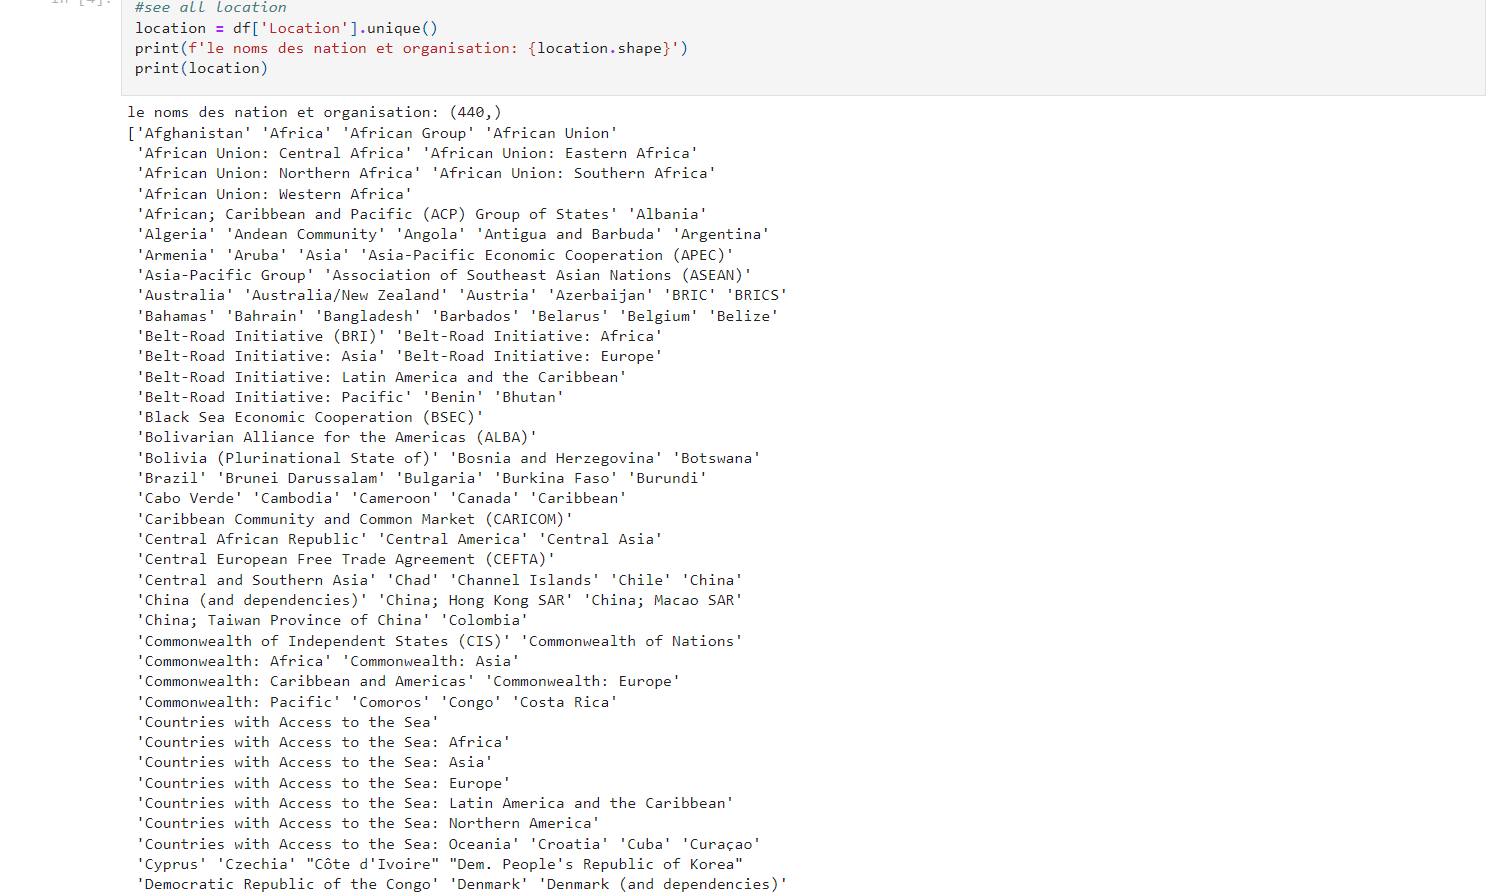 In [4]:
#see all location
location = df['Location'].unique()
print(f'le noms des nation et organisation: {location.shape}')
print(location)
le noms des nation et organisation: (440,)
['Afghanistan' 'Africa' 'African Group' 'African Union'
'African Union: Central Africa' 'African Union: Eastern Africa'
'African Union: Northern Africa' 'African Union: Southern Africa'
'African Union: Western Africa'
'African; Caribbean and Pacific (ACP) Group of States' 'Albania'
'Algeria' 'Andean Community' 'Angola' 'Antigua and Barbuda' 'Argentina'
'Armenia' 'Aruba' 'Asia' 'Asia-Pacific Economic Cooperation (APEC)'
'Asia-Pacific Group' 'Association of Southeast Asian Nations (ASEAN)'
'Australia' 'Australia/New Zealand' 'Austria' 'Azerbaijan' 'BRIC' 'BRICS'
'Bahamas' 'Bahrain' 'Bangladesh' 'Barbados' 'Belarus' 'Belgium' 'Belize'
'Belt-Road Initiative (BRI)' 'Belt-Road Initiative: Africa'
'Belt-Road Initiative: Asia' 'Belt-Road Initiative: Europe'
'Belt-Road Initiative: Latin America and the Caribbean'
'Belt-Road Initiative: Pacific' 'Benin' 'Bhutan'
'Black Sea Economic Cooperation (BSEC)'
'Bolivarian Alliance for the Americas (ALBA)'
'Bolivia (Plurinational State of)' 'Bosnia and Herzegovina' 'Botswana'
'Brazil' 'Brunei Darussalam' 'Bulgaria' 'Burkina Faso' 'Burundi'
'Cabo Verde' 'Cambodia' 'Cameroon' 'Canada' 'Caribbean'
'Caribbean Community and Common Market (CARICOM)'
'Central African Republic' 'Central America' 'Central Asia'
'Central European Free Trade Agreement (CEFTA)'
'Central and Southern Asia' 'Chad' 'Channel Islands' 'Chile' 'China'
'China (and dependencies)' 'China; Hong Kong SAR' 'China; Macao SAR'
'China; Taiwan Province of China' 'Colombia'
'Commonwealth of Independent States (CIS)' 'Commonwealth of Nations'
'Commonwealth: Africa' 'Commonwealth: Asia'
'Commonwealth: Caribbean and Americas' 'Commonwealth: Europe'
'Commonwealth: Pacific' 'Comoros' 'Congo' 'Costa Rica'
'Countries with Access to the Sea'
'Countries with Access to the Sea: Africa'
'Countries with Access to the Sea: Asia'
'Countries with Access to the Sea: Europe'
'Countries with Access to the Sea: Latin America and the Caribbean'
'Countries with Access to the Sea: Northern America'
'Countries with Access to the Sea: Oceania' 'Croatia' 'Cuba' 'Curaçao'
'Cyprus' 'Czechia' "Côte d'Ivoire" "Dem. People's Republic of Korea"
'Democratic Republic of the Congo' 'Denmark' 'Denmark (and dependencies)'